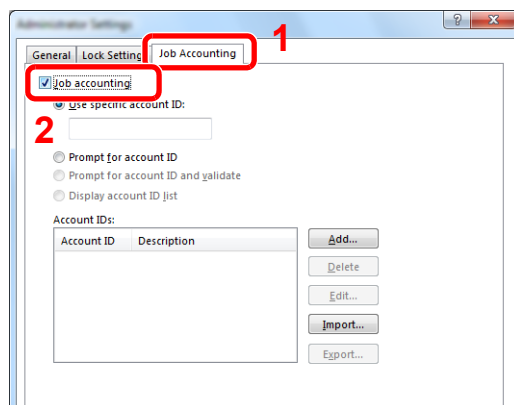 Administrator Settings
?
1
General Lock Setting Job Accounting
Job accounting
Use specific account ID:
2
Prompt for account ID
Prompt for account ID and validate
Display account ID list
Account IDs:
Account ID Description
Add...
Delete
Edit...
Import...
Export...